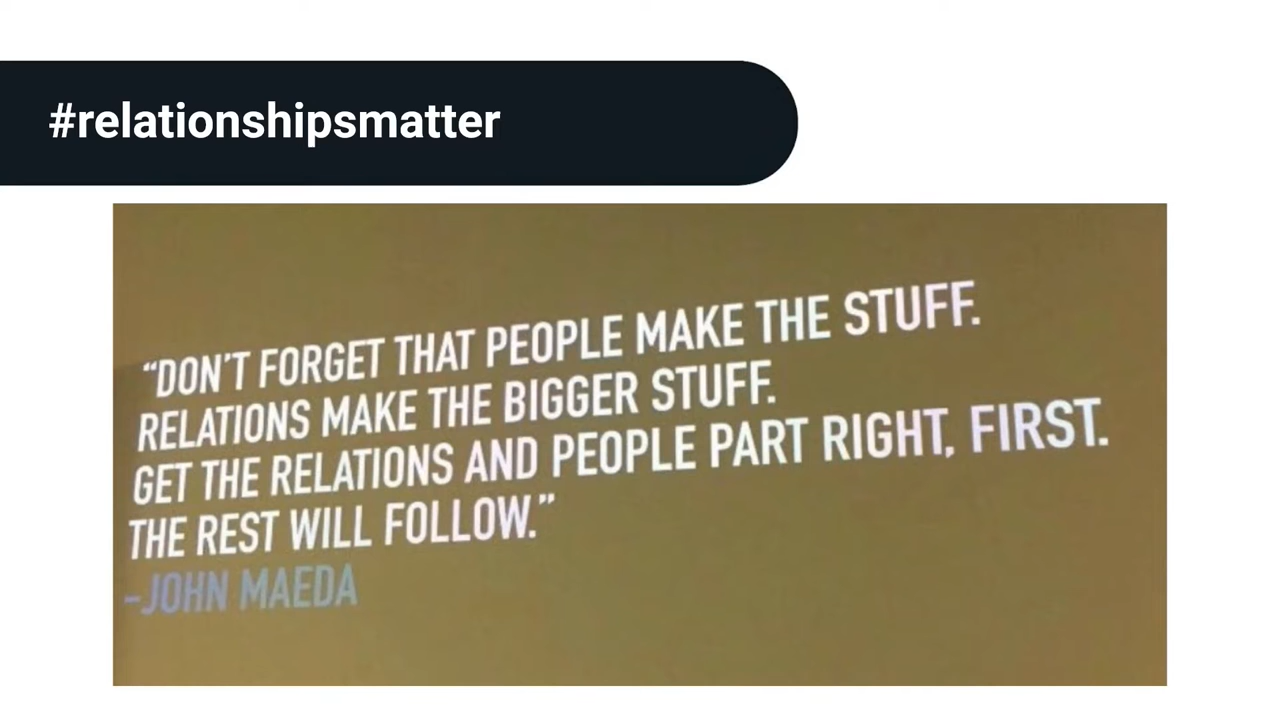 #relationshipsmatter
“DON’T FORGET THAT PEOPLE MAKE THE STUFF.
RELATIONS MAKE THE BIGGER STUFF.
GET THE RELATIONS AND PEOPLE PART RIGHT, FIRST.
THE REST WILL FOLLOW.”
-JOHN MAEDA